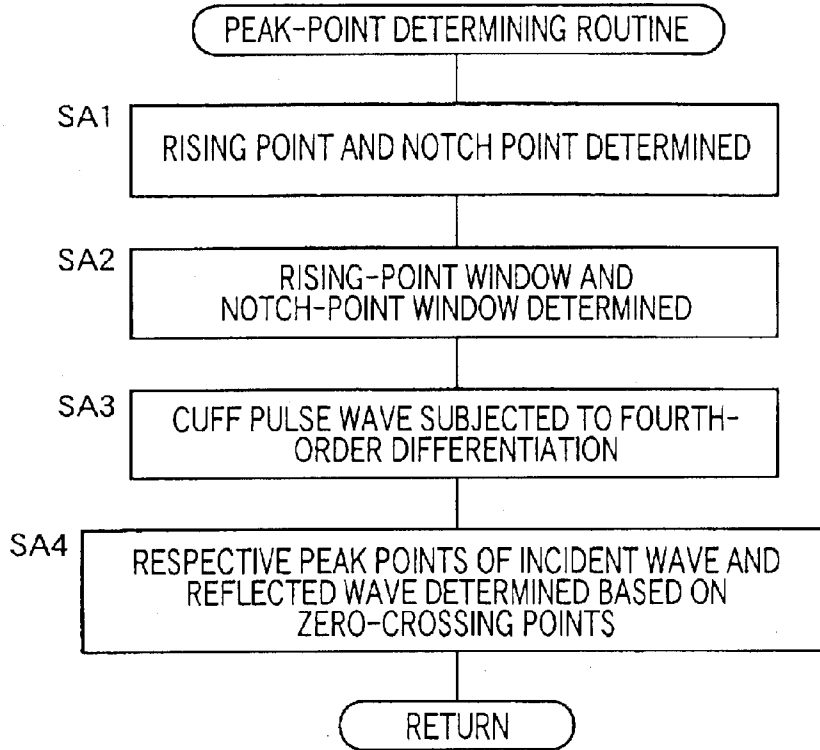 PEAK-POINT DETERMINING ROUTINE
SA1
RISING POINT AND NOTCH POINT DETERMINED
SA2
RISING-POINT WINDOW AND
NOTCH-POINT WINDOW DETERMINED
SA3
CUFF PULSE WAVE SUBJECTED TO FOURTH-
ORDER DIFFERENTIATION
SA4
RESPECTIVE PEAK POINTS OF INCIDENT WAVE AND
REFLECTED WAVE DETERMINED BASED ON
ZERO-CROSSING POINTS
RETURN